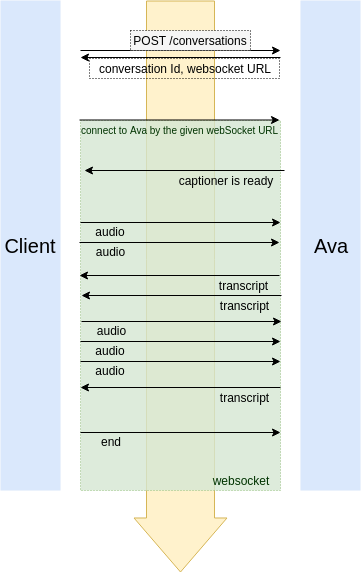 POST /conversations
conversation Id, websocket URL
connect to Ava by the given webSocket URL
captioner is ready
audio
Client
Ava
audio
transcript
transcript
audio
audio
audio
transcript
end
websocket